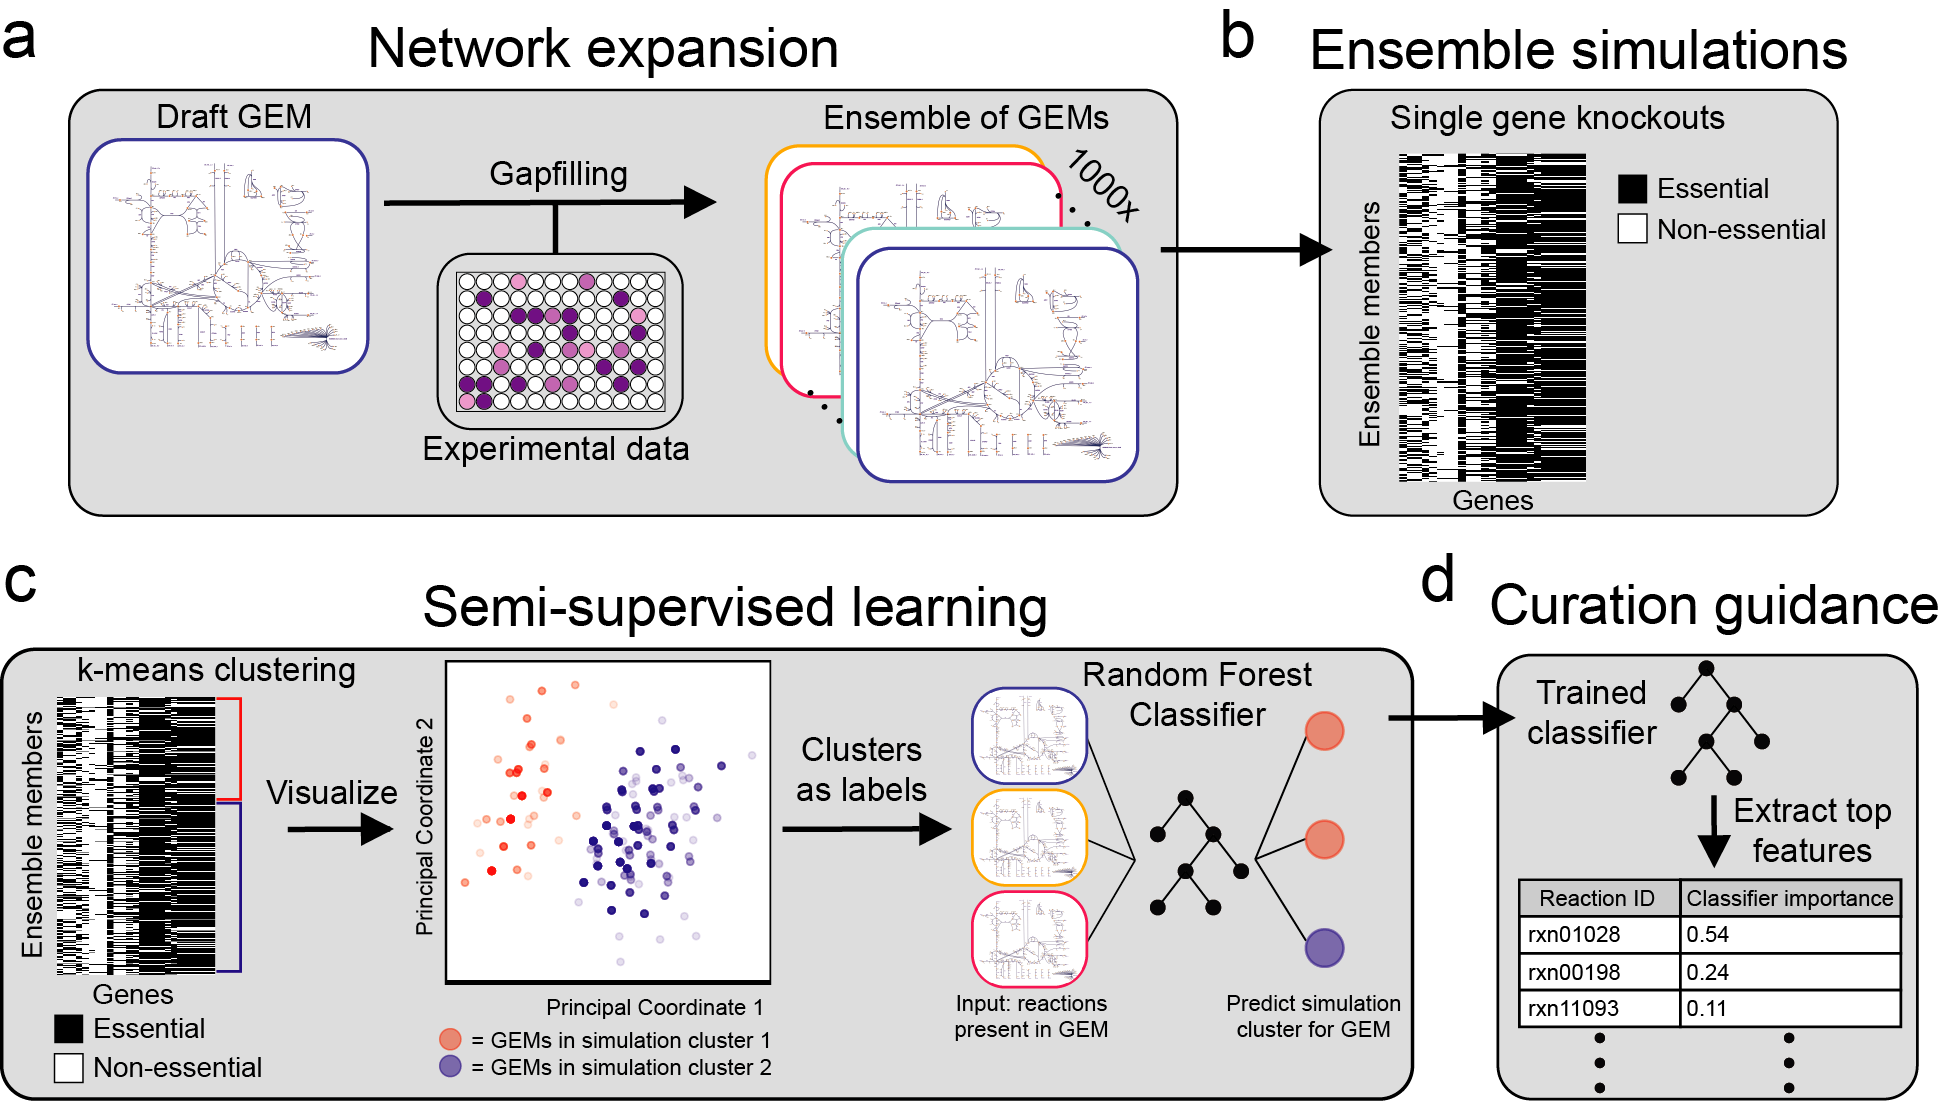 a
Network expansion
Draft GEM
Gapfilling
Experimental data
Ensemble of GEMs
1000x
b
Ensemble simulations
Single gene knockouts
Ensemble members
Genes
Essential
Non-essential
c
Semi-supervised learning
k-means clustering
Ensemble members
Genes
Essential
Non-essential
Visualize
Principal Coordinate 2
Principal Coordinate 1
= GEMs in simulation cluster 1
= GEMs in simulation cluster 2
Clusters
as labels
Random Forest
Classifier
Input: reactions
present in GEM
Predict simulation
cluster for GEM
d
Curation guidance
Trained
classifier
Extract top
features
Reaction ID Classifier importance
rxn01028 0.54
rxn00198 0.24
rxn11093 0.11